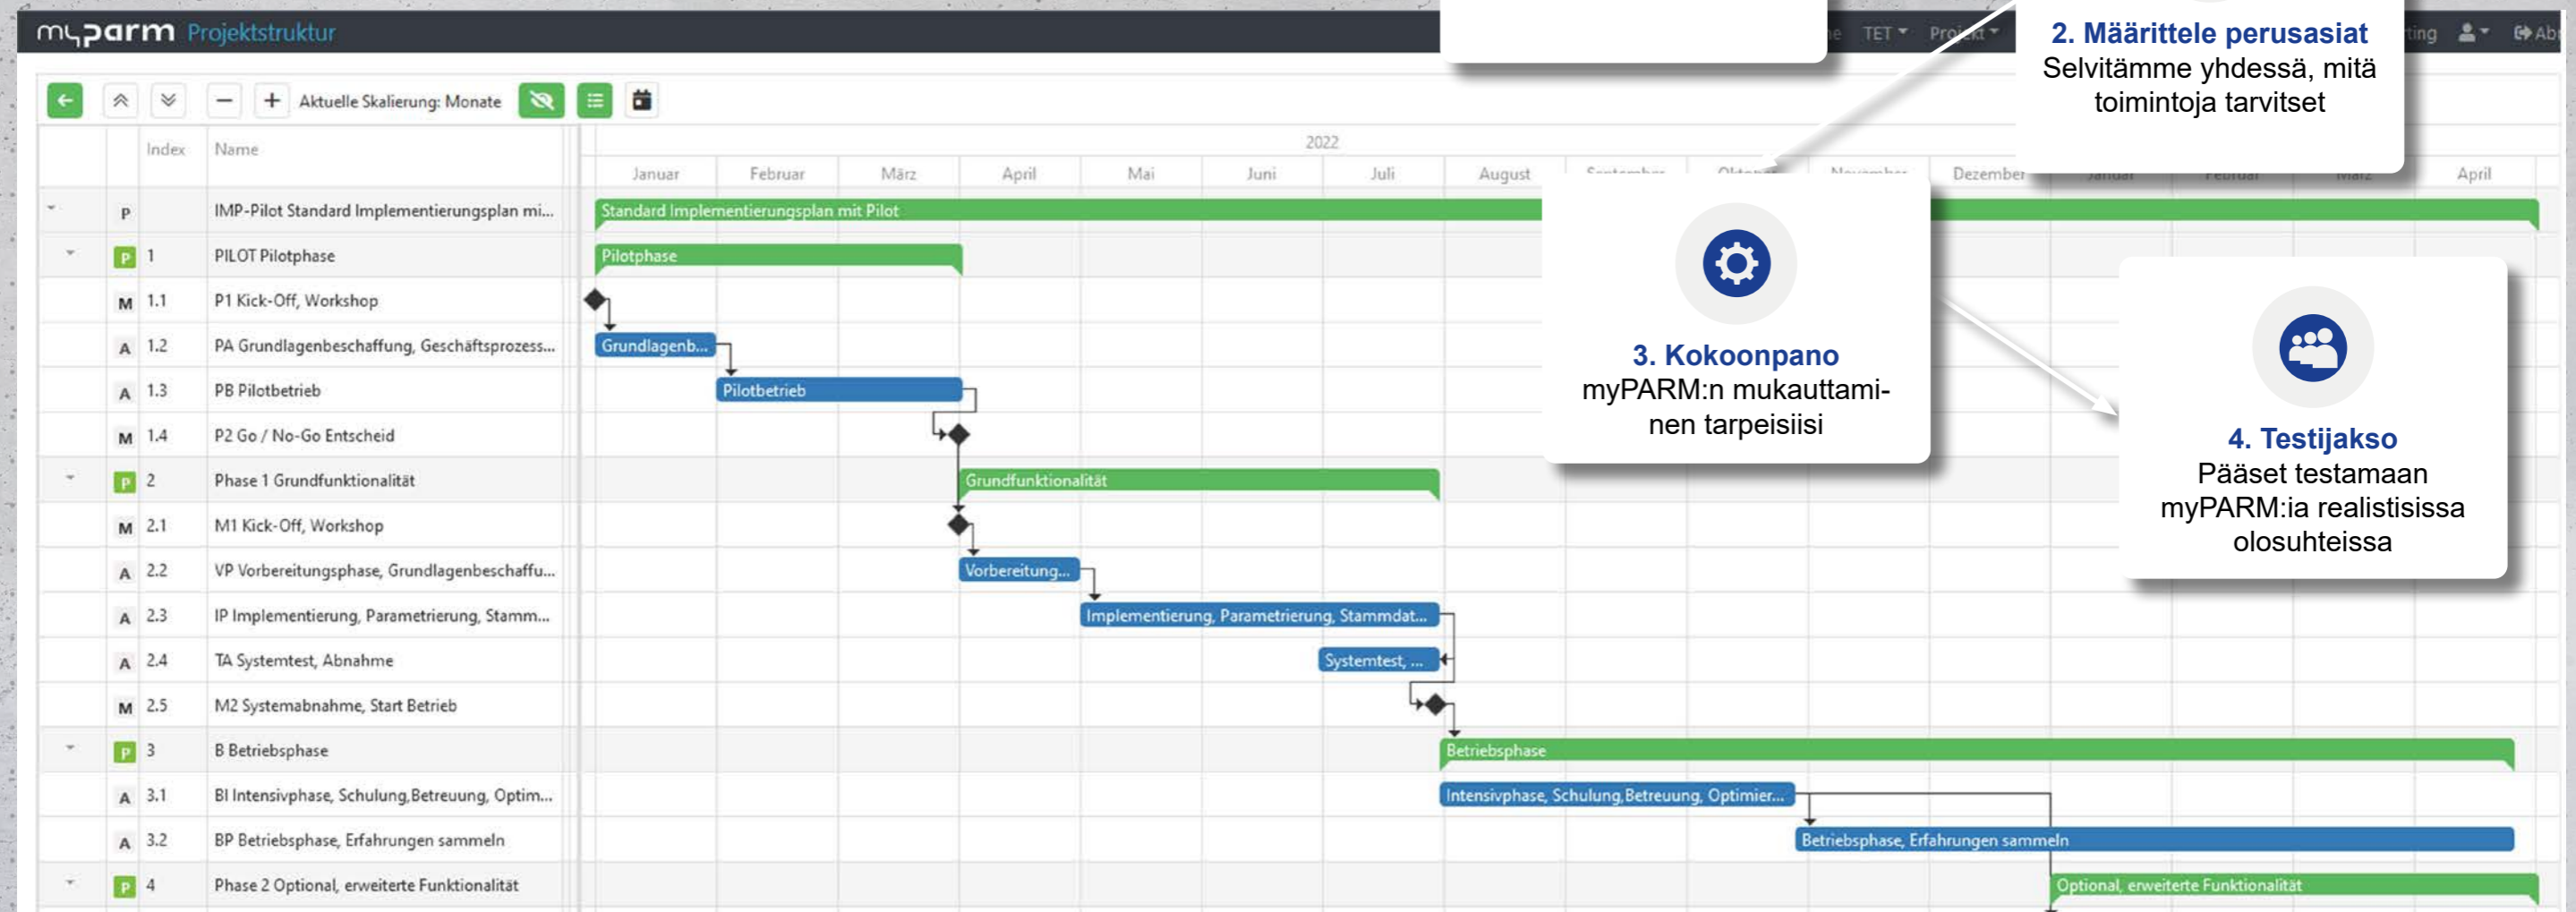 myparm Projektstruktur
TET Projekt
Aktuelle Skalierung: Monate
Index Name
2022
Januar Februar März April Mai Juni Juli August September Oktober November Dezember Januar Februar März April
P IMP-Pilot Standard Implementierungsplan mi...
Standard Implementierungsplan mit Pilot
P 1 PILOT Pilotphase
Pilotphase
M 1.1 P1 Kick-Off, Workshop
A 1.2 PA Grundlagenbeschaffung, Geschäftsprozess...
Grundlagenb...
A 1.3 PB Pilotbetrieb
Pilotbetrieb
M 1.4 P2 Go / No-Go Entscheid
P 2 Phase 1 Grundfunktionalität
Grundfunktionalität
M 2.1 M1 Kick-Off, Workshop
A 2.2 VP Vorbereitungsphase, Grundlagenbeschaffu...
Vorbereitung...
A 2.3 IP Implementierung, Parametrierung, Stamm...
Implementierung, Parametrierung, Stammdat...
A 2.4 TA Systemtest, Abnahme
Systemtest, ...
M 2.5 M2 Systemabnahme, Start Betrieb
P 3 B Betriebsphase
Betriebsphase
A 3.1 BI Intensivphase, Schulung,Betreuung, Optim...
Intensivphase, Schulung,Betreuung, Optimier...
A 3.2 BP Betriebsphase, Erfahrungen sammeln
Betriebsphase, Erfahrungen sammeln
P 4 Phase 2 Optional, erweiterte Funktionalität
Optional, erweiterte Funktionalität
2. Määrittele perusasiat
Selvitämme yhdessä, mitä
toimintoja tarvitset
3. Kokoonpano
myPARM:n mukauttami-
nen tarpeisiisi
4. Testijakso
Pääset testamaan
myPARM:ia realistisissa
olosuhteissa